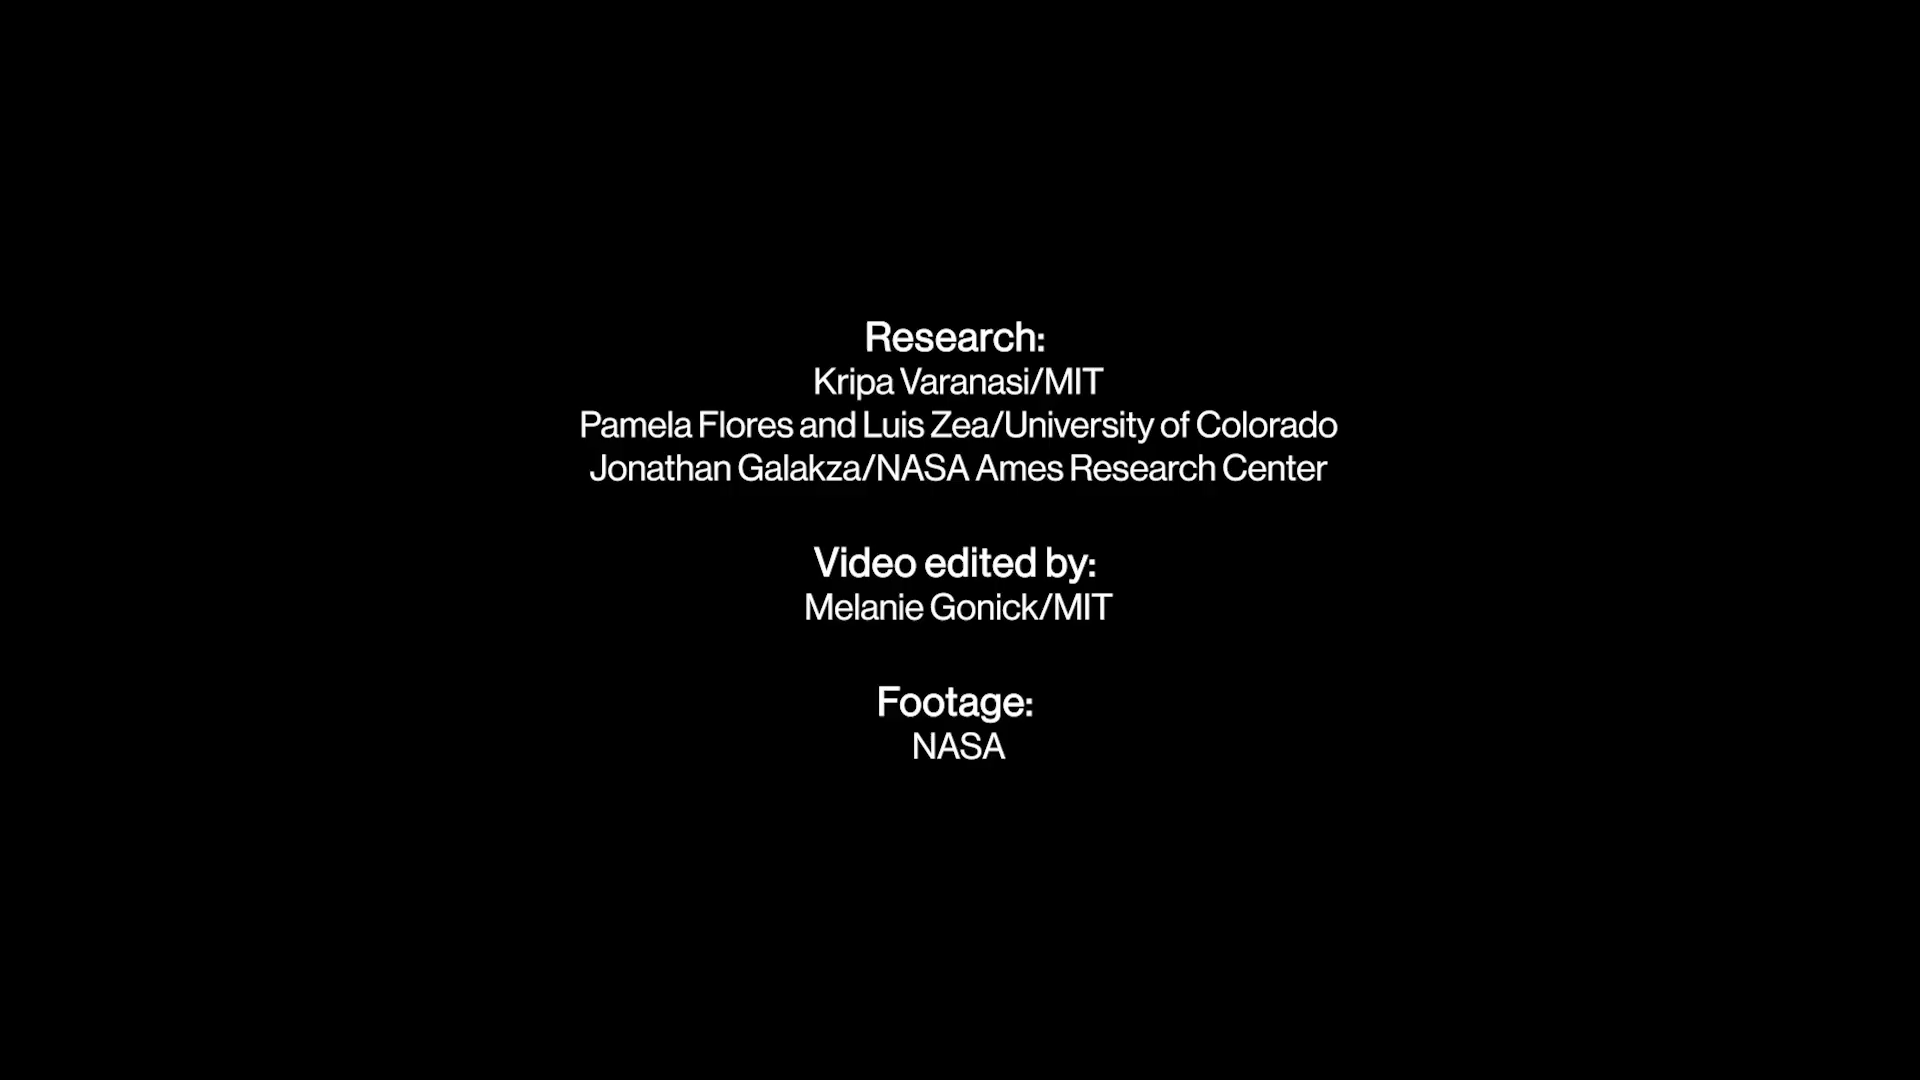 Research:
Kripa Varanasi/MIT
Pamela Flores and Luis Zea/University of Colorado
Jonathan Galakza/NASA Ames Research Center
Video edited by:
Melanie Gonick/MIT
Footage:
NASA